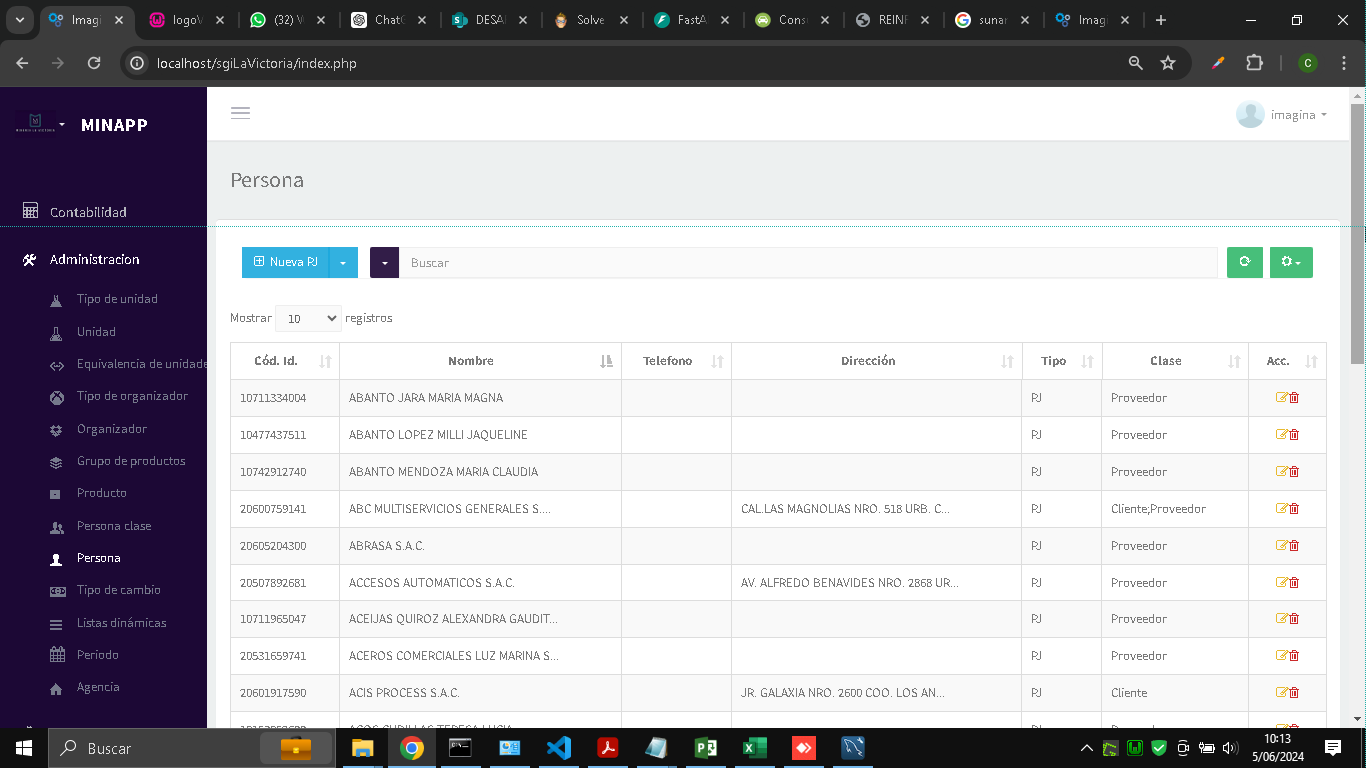 Imagi
logoV
(32) V
ChatG
DESAI
Solve
FastA
Cons
REINF
sunar
Imagi
localhost/sgiLaVictoria/index.php
C
MINAPP
imagina
Persona
Contabilidad
Administracion
Tipo de unidad
Unidad
Equivalencia de unidade
Tipo de organizador
Organizador
Grupo de productos
Producto
Persona clase
Persona
Tipo de cambio
Listas dinámicas
Periodo
Agencia
Nueva PJ
Buscar
Mostrar 10 registros
Cód. Id. Nombre Telefono Dirección Tipo Clase Acc.
10711334004 ABANTO JARA MARIA MAGNA PJ Proveedor
10477437511 ABANTO LOPEZ MILLI JAQUELINE PJ Proveedor
10742912740 ABANTO MENDOZA MARIA CLAUDIA PJ Proveedor
20600759141 ABC MULTISERVICIOS GENERALES S.... CAL.LAS MAGNOLIAS NRO. 518 URB. C... PJ Cliente;Proveedor
20605204300 ABRASA S.A.C. PJ Proveedor
20507892681 ACCESOS AUTOMATICOS S.A.C. AV. ALFREDO BENAVIDES NRO. 2868 UR... PJ Proveedor
10711965047 ACEIJAS QUIROZ ALEXANDRA GAUDIT... PJ Proveedor
20531659741 ACEROS COMERCIALES LUZ MARINA S... PJ Proveedor
20601917590 ACIS PROCESS S.A.C. JR. GALAXIA NRO. 2600 COO. LOS AN... PJ Cliente
Buscar
10:13
5/06/2024